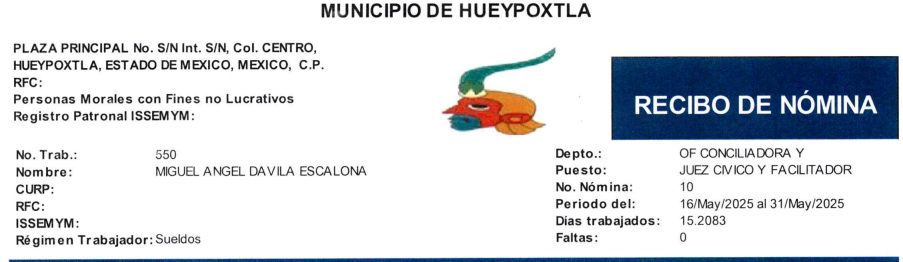 MUNICIPIO DE HUEYPOXTLA
PLAZA PRINCIPAL No. S/N Int. S/N, Col. CENTRO,
HUEYPOXTLA, ESTADO DE MEXICO, MEXICO, C.P.
RFC:
Personas Morales con Fines no Lucrativos
Registro Patronal ISSEMYM:
RECIBO DE NÓMINA
No. Trab.: 550
Nombre: MIGUEL ANGEL DAVILA ESCALONA
CURP:
RFC:
ISSEMYM:
Régimen Trabajador: Sueldos
Depto.: OF CONCILIADORA Y
Puesto: JUEZ CIVICO Y FACILITADOR
No. Nómina: 10
Periodo del: 16/May/2025 al 31/May/2025
Días trabajados: 15.2083
Faltas: 0